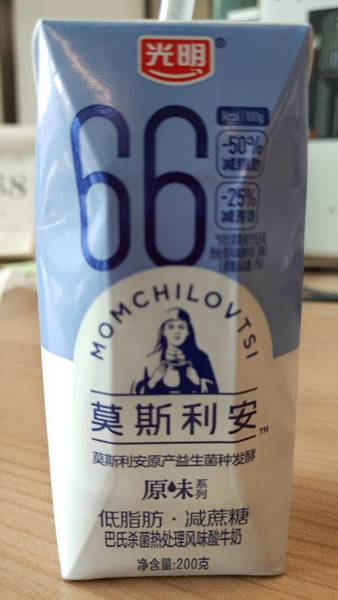 光明
66
Kcal/100g
-50%
减脂肪
-25%
减蔗糖
MOMCHILOVTSI
莫斯利安™
莫斯利安原产益生菌种发酵
原味系列
低脂肪·减蔗糖
巴氏杀菌热处理风味酸牛奶
净含量:200克